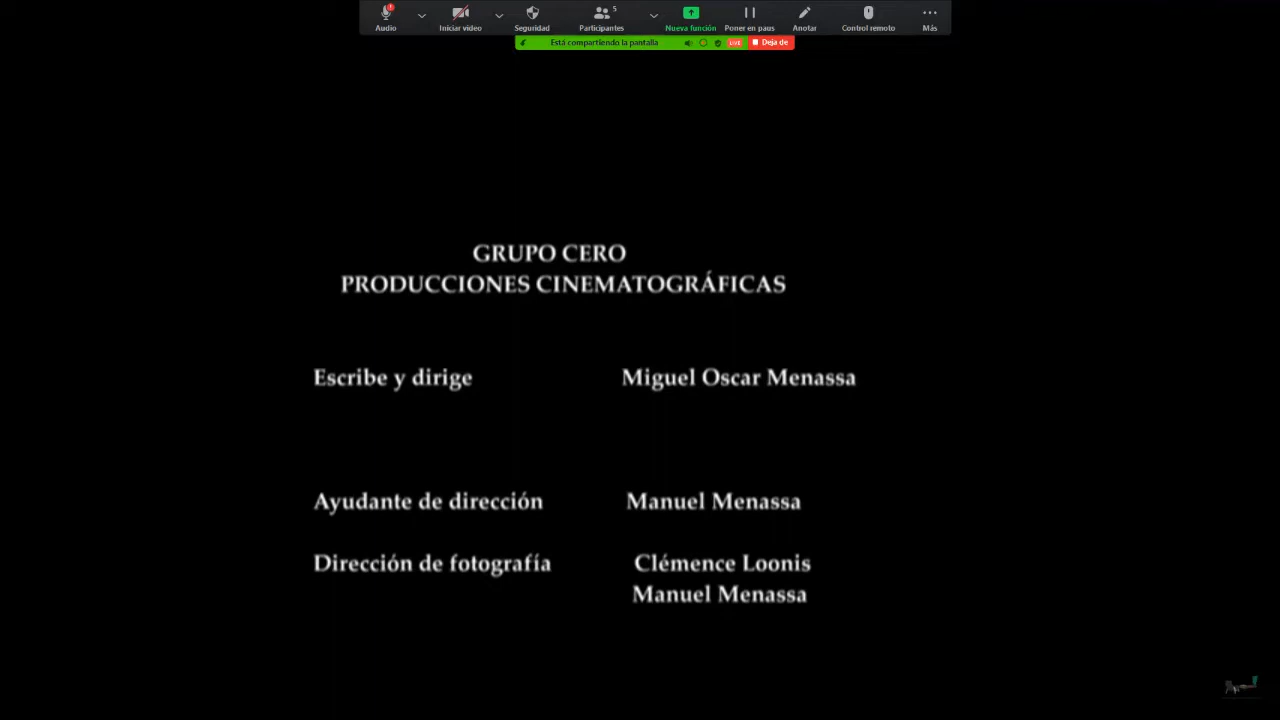 5
Audio
Iniciar video
Seguridad
Participantes
Nueva función
Poner en paus
Anotar
Control remoto
Más
Está compartiendo la pantalla
LIVE
Deja de
GRUPO CERO
PRODUCCIONES CINEMATOGRÁFICAS
Escribe y dirige Miguel Oscar Menassa
Ayudante de dirección Manuel Menassa
Dirección de fotografía Clémence Loonis
Manuel Menassa